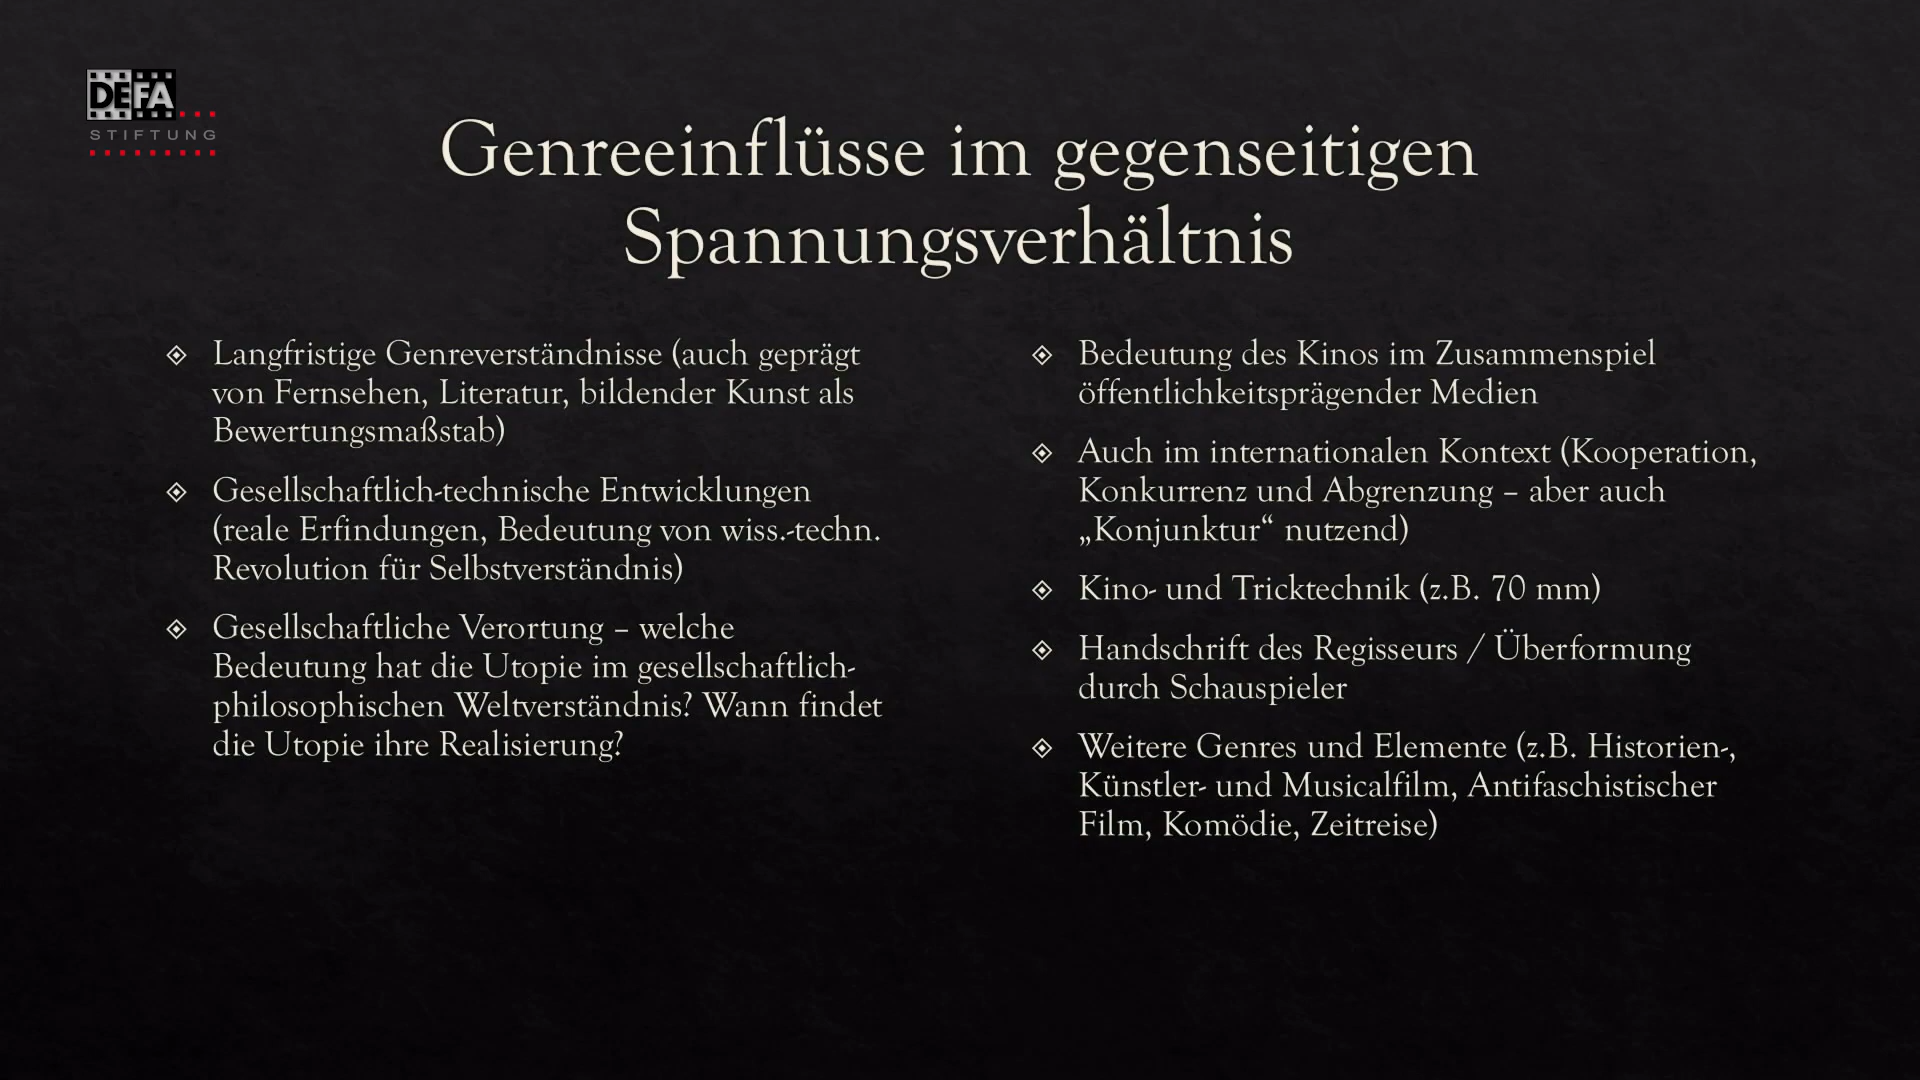 DEFA
STIFTUNG
Genreeinflüsse im gegenseitigen
Spannungsverhältnis
Langfristige Genreverständnisse (auch geprägt
von Fernsehen, Literatur, bildender Kunst als
Bewertungsmaßstab)
Gesellschaftlich-technische Entwicklungen
(reale Erfindungen, Bedeutung von wiss.-techn.
Revolution für Selbstverständnis)
Gesellschaftliche Verortung – welche
Bedeutung hat die Utopie im gesellschaftlich-
philosophischen Weltverständnis? Wann findet
die Utopie ihre Realisierung?
Bedeutung des Kinos im Zusammenspiel
öffentlichkeitsprägender Medien
Auch im internationalen Kontext (Kooperation,
Konkurrenz und Abgrenzung – aber auch
„Konjunktur“ nutzend)
Kino- und Tricktechnik (z.B. 70 mm)
Handschrift des Regisseurs / Überformung
durch Schauspieler
Weitere Genres und Elemente (z.B. Historien-,
Künstler- und Musicalfilm, Antifaschistischer
Film, Komödie, Zeitreise)